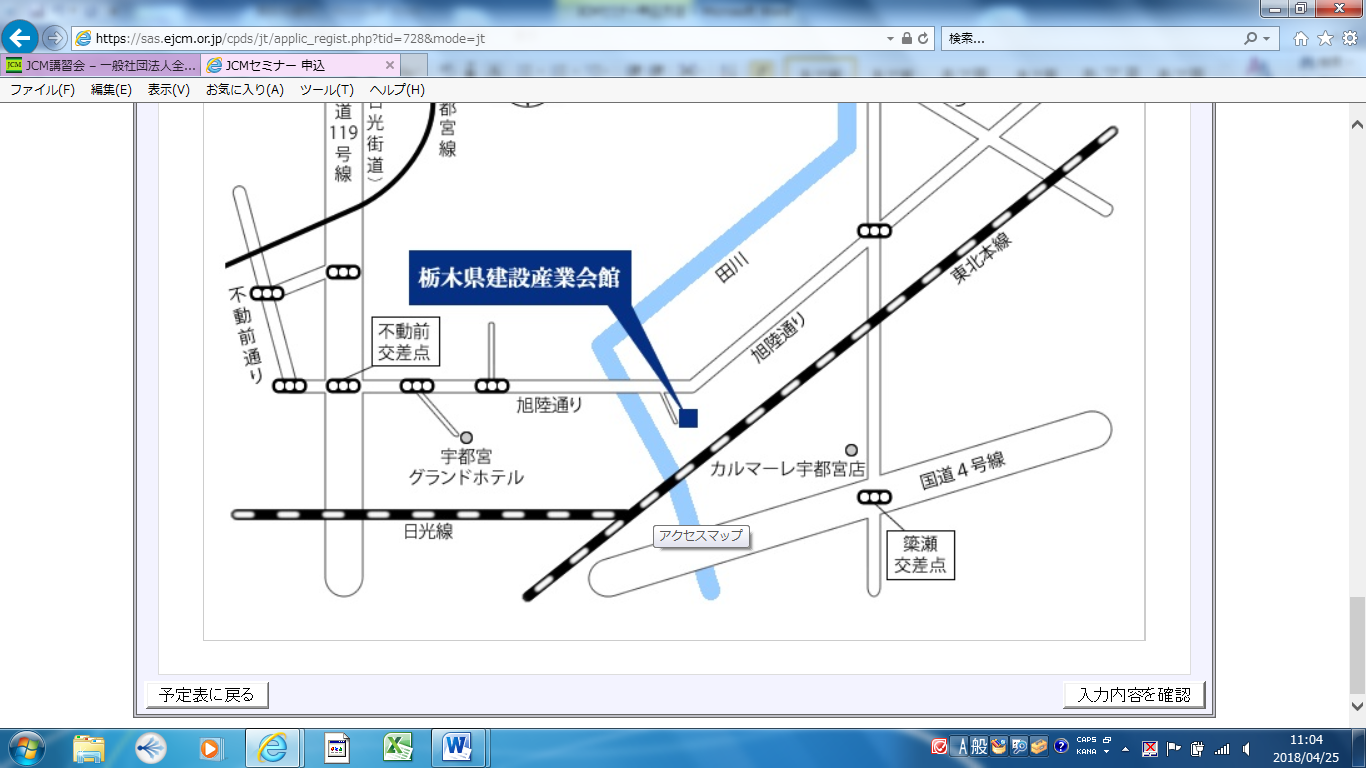 https://sas.ejcm.or.jp/cpds/jt/applic_regist.php?tid=728&mode=jt
検索...
JCM講習会 – 一般社団法人全...
JCMセミナー 申込
ファイル(F) 編集(E) 表示(V) お気に入り(A) ツール(T) ヘルプ(H)
道119号線
光街道）
都宮線
栃木県建設産業会館
田川
東北本線
不動前通り
不動前
交差点
旭陸通り
旭陸通り
宇都宮
グランドホテル
カルマーレ宇都宮店
国道４号線
日光線
アクセスマップ
簗瀬
交差点
予定表に戻る
入力内容を確認
A 般
CAPS
KANA
11:04
2018/04/25